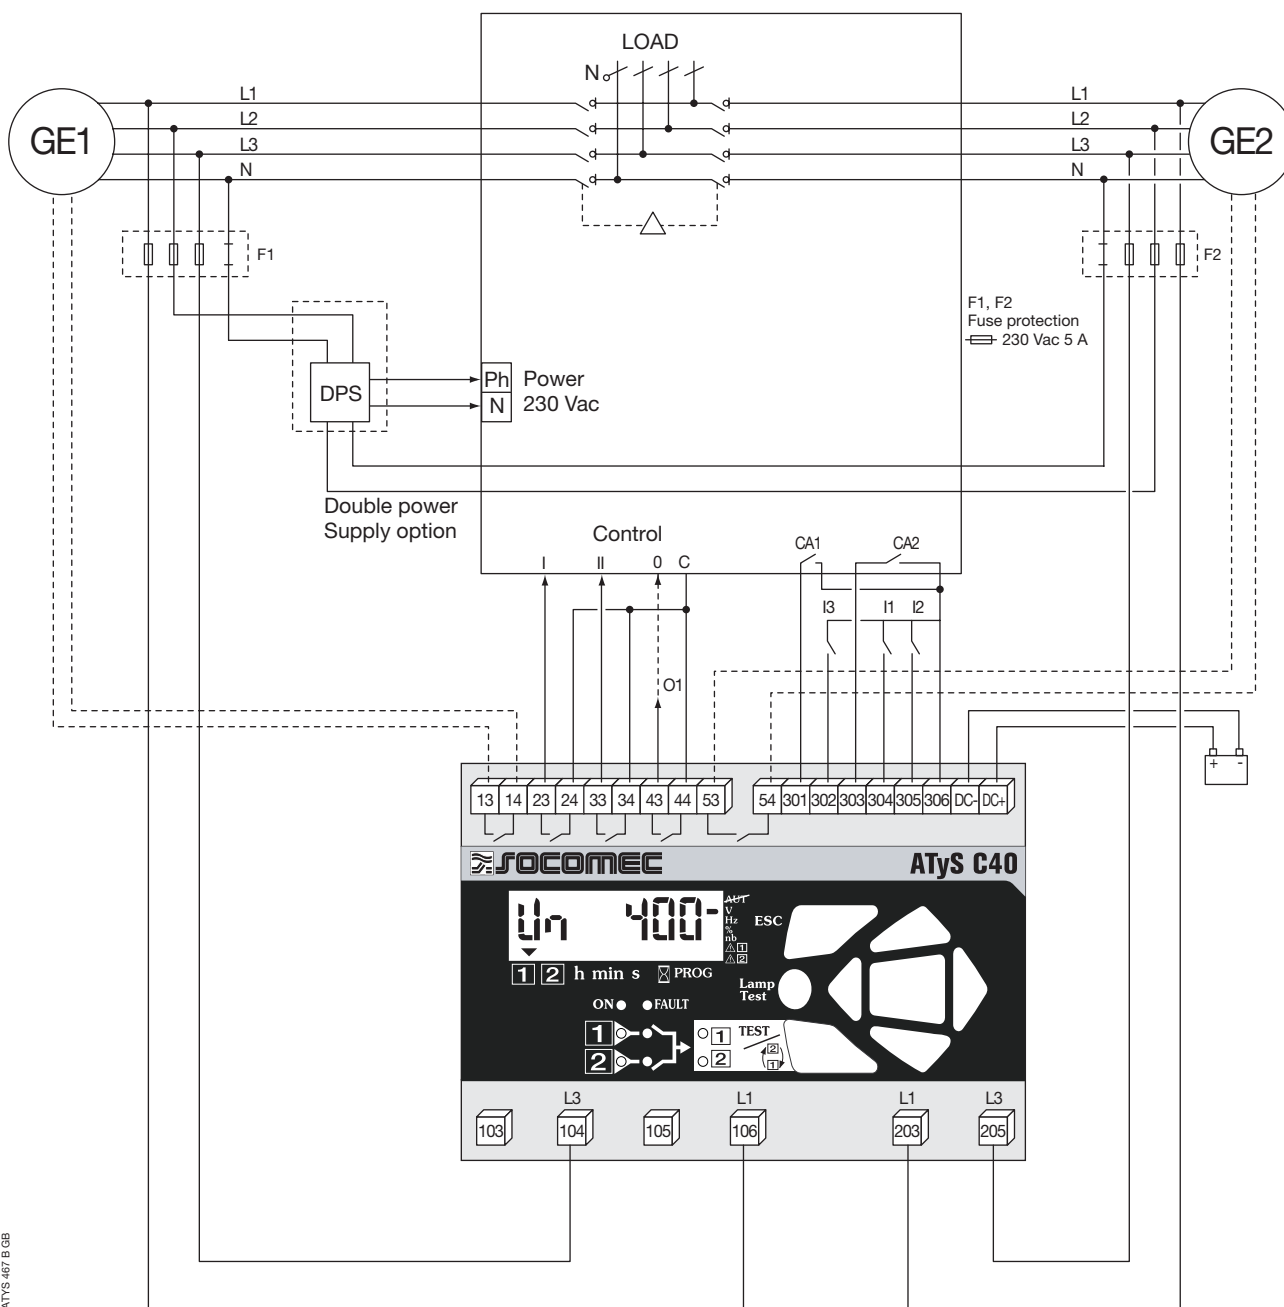 LOAD
N
GE1
L1
L2
L3
N
L1
L2
L3
N
GE2
F1
F2
F1, F2
Fuse protection
230 Vac 5 A
DPS
Ph
N
Power
230 Vac
Double power
Supply option
Control
I
II
0
C
CA1
CA2
I3
I1
I2
O1
+ -
13 14 23 24 33 34 43 44 53
54 301 302 303 304 305 306 DC- DC+
SOCOMEC
ATyS C40
Un 400-
AUT
V
Hz
%
nb
1
2
ESC
1 2 h min s PROG
Lamp
Test
ON FAULT
1
2
1 TEST
2
2
1
L3
L1
L1
L3
103
104
105
106
203
205
ATYS 467 B GB